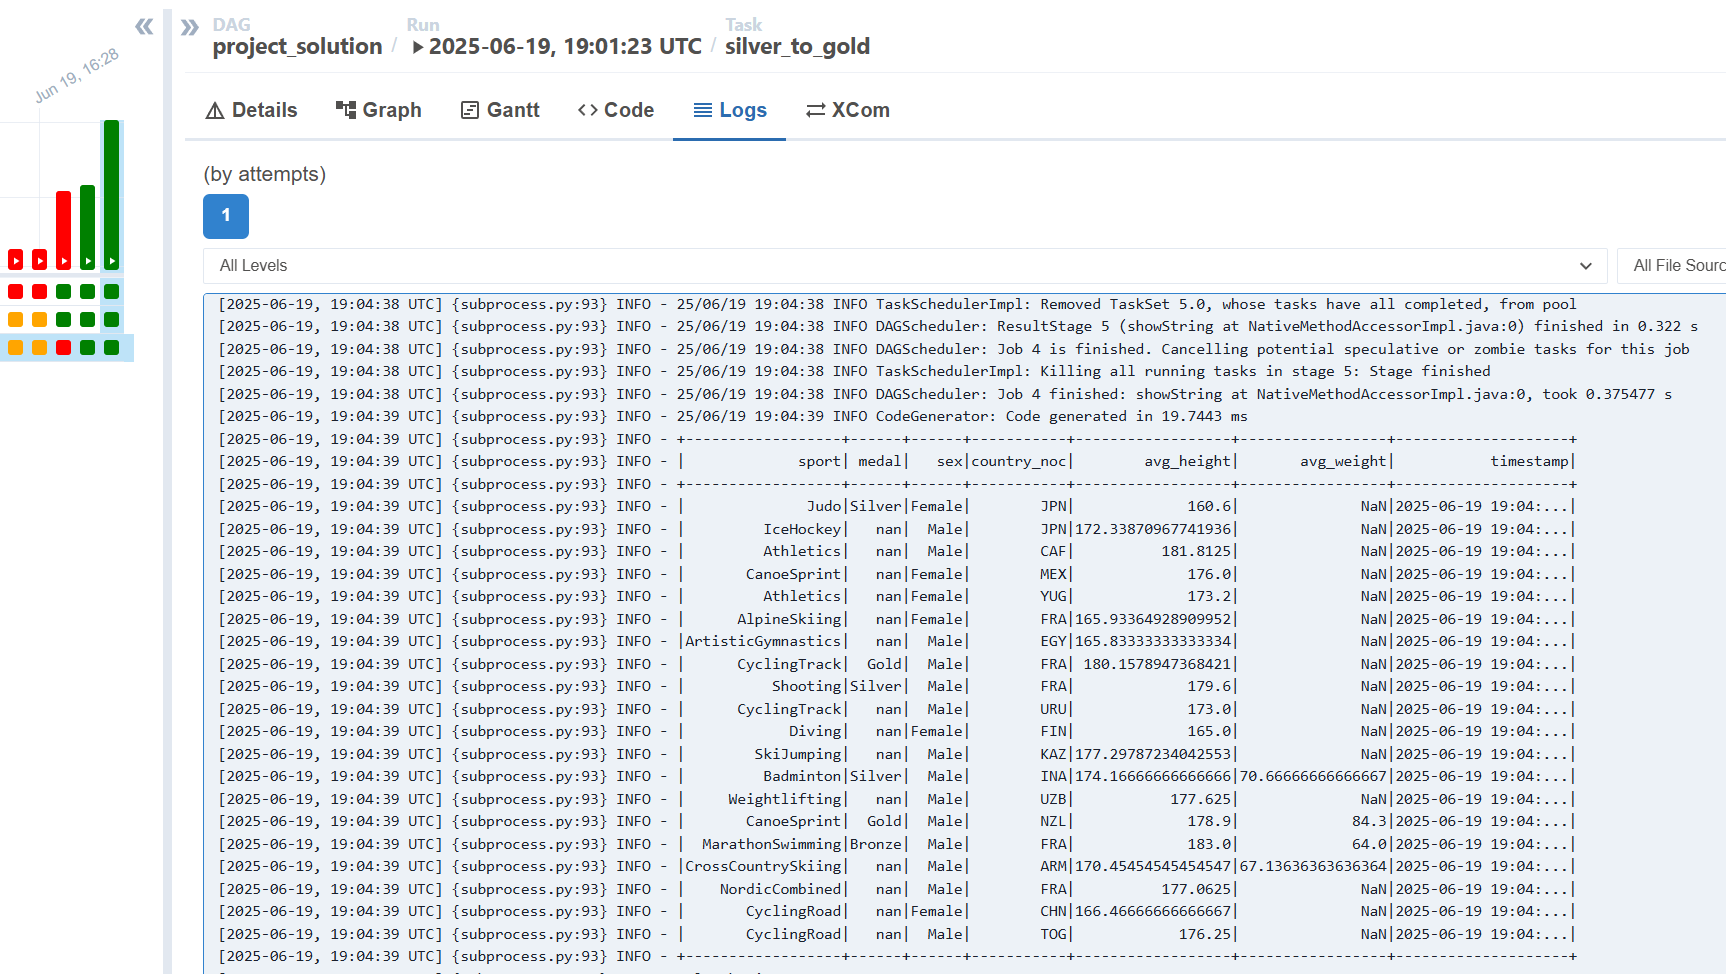 Jun 19, 16:28
DAG Run Task
project_solution / 2025-06-19, 19:01:23 UTC / silver_to_gold
Details Graph Gantt Code Logs XCom
(by attempts)
1
All Levels All File Sourc
[2025-06-19, 19:04:38 UTC] {subprocess.py:93} INFO - 25/06/19 19:04:38 INFO TaskSchedulerImpl: Removed TaskSet 5.0, whose tasks have all completed, from pool
[2025-06-19, 19:04:38 UTC] {subprocess.py:93} INFO - 25/06/19 19:04:38 INFO DAGScheduler: ResultStage 5 (showString at NativeMethodAccessorImpl.java:0) finished in 0.322 s
[2025-06-19, 19:04:38 UTC] {subprocess.py:93} INFO - 25/06/19 19:04:38 INFO DAGScheduler: Job 4 is finished. Cancelling potential speculative or zombie tasks for this job
[2025-06-19, 19:04:38 UTC] {subprocess.py:93} INFO - 25/06/19 19:04:38 INFO TaskSchedulerImpl: Killing all running tasks in stage 5: Stage finished
[2025-06-19, 19:04:38 UTC] {subprocess.py:93} INFO - 25/06/19 19:04:38 INFO DAGScheduler: Job 4 finished: showString at NativeMethodAccessorImpl.java:0, took 0.375477 s
[2025-06-19, 19:04:39 UTC] {subprocess.py:93} INFO - 25/06/19 19:04:39 INFO CodeGenerator: Code generated in 19.7443 ms
[2025-06-19, 19:04:39 UTC] {subprocess.py:93} INFO - +------------------+------+------+-----------+------------------+-----------------+--------------------+
[2025-06-19, 19:04:39 UTC] {subprocess.py:93} INFO - |             sport| medal|   sex|country_noc|        avg_height|       avg_weight|           timestamp|
[2025-06-19, 19:04:39 UTC] {subprocess.py:93} INFO - +------------------+------+------+-----------+------------------+-----------------+--------------------+
[2025-06-19, 19:04:39 UTC] {subprocess.py:93} INFO - |              Judo|Silver|Female|        JPN|             160.6|              NaN|2025-06-19 19:04:...|
[2025-06-19, 19:04:39 UTC] {subprocess.py:93} INFO - |         IceHockey|   nan|  Male|        JPN|172.33870967741936|              NaN|2025-06-19 19:04:...|
[2025-06-19, 19:04:39 UTC] {subprocess.py:93} INFO - |         Athletics|   nan|  Male|        CAF|          181.8125|              NaN|2025-06-19 19:04:...|
[2025-06-19, 19:04:39 UTC] {subprocess.py:93} INFO - |       CanoeSprint|   nan|Female|        MEX|             176.0|              NaN|2025-06-19 19:04:...|
[2025-06-19, 19:04:39 UTC] {subprocess.py:93} INFO - |         Athletics|   nan|Female|        YUG|             173.2|              NaN|2025-06-19 19:04:...|
[2025-06-19, 19:04:39 UTC] {subprocess.py:93} INFO - |      AlpineSkiing|   nan|Female|        FRA|165.93364928909952|              NaN|2025-06-19 19:04:...|
[2025-06-19, 19:04:39 UTC] {subprocess.py:93} INFO - |ArtisticGymnastics|   nan|  Male|        EGY|165.83333333333334|              NaN|2025-06-19 19:04:...|
[2025-06-19, 19:04:39 UTC] {subprocess.py:93} INFO - |      CyclingTrack|  Gold|  Male|        FRA| 180.1578947368421|              NaN|2025-06-19 19:04:...|
[2025-06-19, 19:04:39 UTC] {subprocess.py:93} INFO - |          Shooting|Silver|  Male|        FRA|             179.6|              NaN|2025-06-19 19:04:...|
[2025-06-19, 19:04:39 UTC] {subprocess.py:93} INFO - |      CyclingTrack|   nan|  Male|        URU|             173.0|              NaN|2025-06-19 19:04:...|
[2025-06-19, 19:04:39 UTC] {subprocess.py:93} INFO - |            Diving|   nan|Female|        FIN|             165.0|              NaN|2025-06-19 19:04:...|
[2025-06-19, 19:04:39 UTC] {subprocess.py:93} INFO - |        SkiJumping|   nan|  Male|        KAZ|177.29787234042553|              NaN|2025-06-19 19:04:...|
[2025-06-19, 19:04:39 UTC] {subprocess.py:93} INFO - |         Badminton|Silver|  Male|        INA|174.16666666666666|70.66666666666667|2025-06-19 19:04:...|
[2025-06-19, 19:04:39 UTC] {subprocess.py:93} INFO - |     Weightlifting|   nan|  Male|        UZB|           177.625|              NaN|2025-06-19 19:04:...|
[2025-06-19, 19:04:39 UTC] {subprocess.py:93} INFO - |       CanoeSprint|  Gold|  Male|        NZL|             178.9|             84.3|2025-06-19 19:04:...|
[2025-06-19, 19:04:39 UTC] {subprocess.py:93} INFO - |  MarathonSwimming|Bronze|  Male|        FRA|             183.0|             64.0|2025-06-19 19:04:...|
[2025-06-19, 19:04:39 UTC] {subprocess.py:93} INFO - |CrossCountrySkiing|   nan|  Male|        ARM|170.45454545454547|67.13636363636364|2025-06-19 19:04:...|
[2025-06-19, 19:04:39 UTC] {subprocess.py:93} INFO - |    NordicCombined|   nan|  Male|        FRA|          177.0625|              NaN|2025-06-19 19:04:...|
[2025-06-19, 19:04:39 UTC] {subprocess.py:93} INFO - |       CyclingRoad|   nan|Female|        CHN|166.46666666666667|              NaN|2025-06-19 19:04:...|
[2025-06-19, 19:04:39 UTC] {subprocess.py:93} INFO - |       CyclingRoad|   nan|  Male|        TOG|            176.25|              NaN|2025-06-19 19:04:...|
[2025-06-19, 19:04:39 UTC] {subprocess.py:93} INFO - +------------------+------+------+-----------+------------------+-----------------+--------------------+